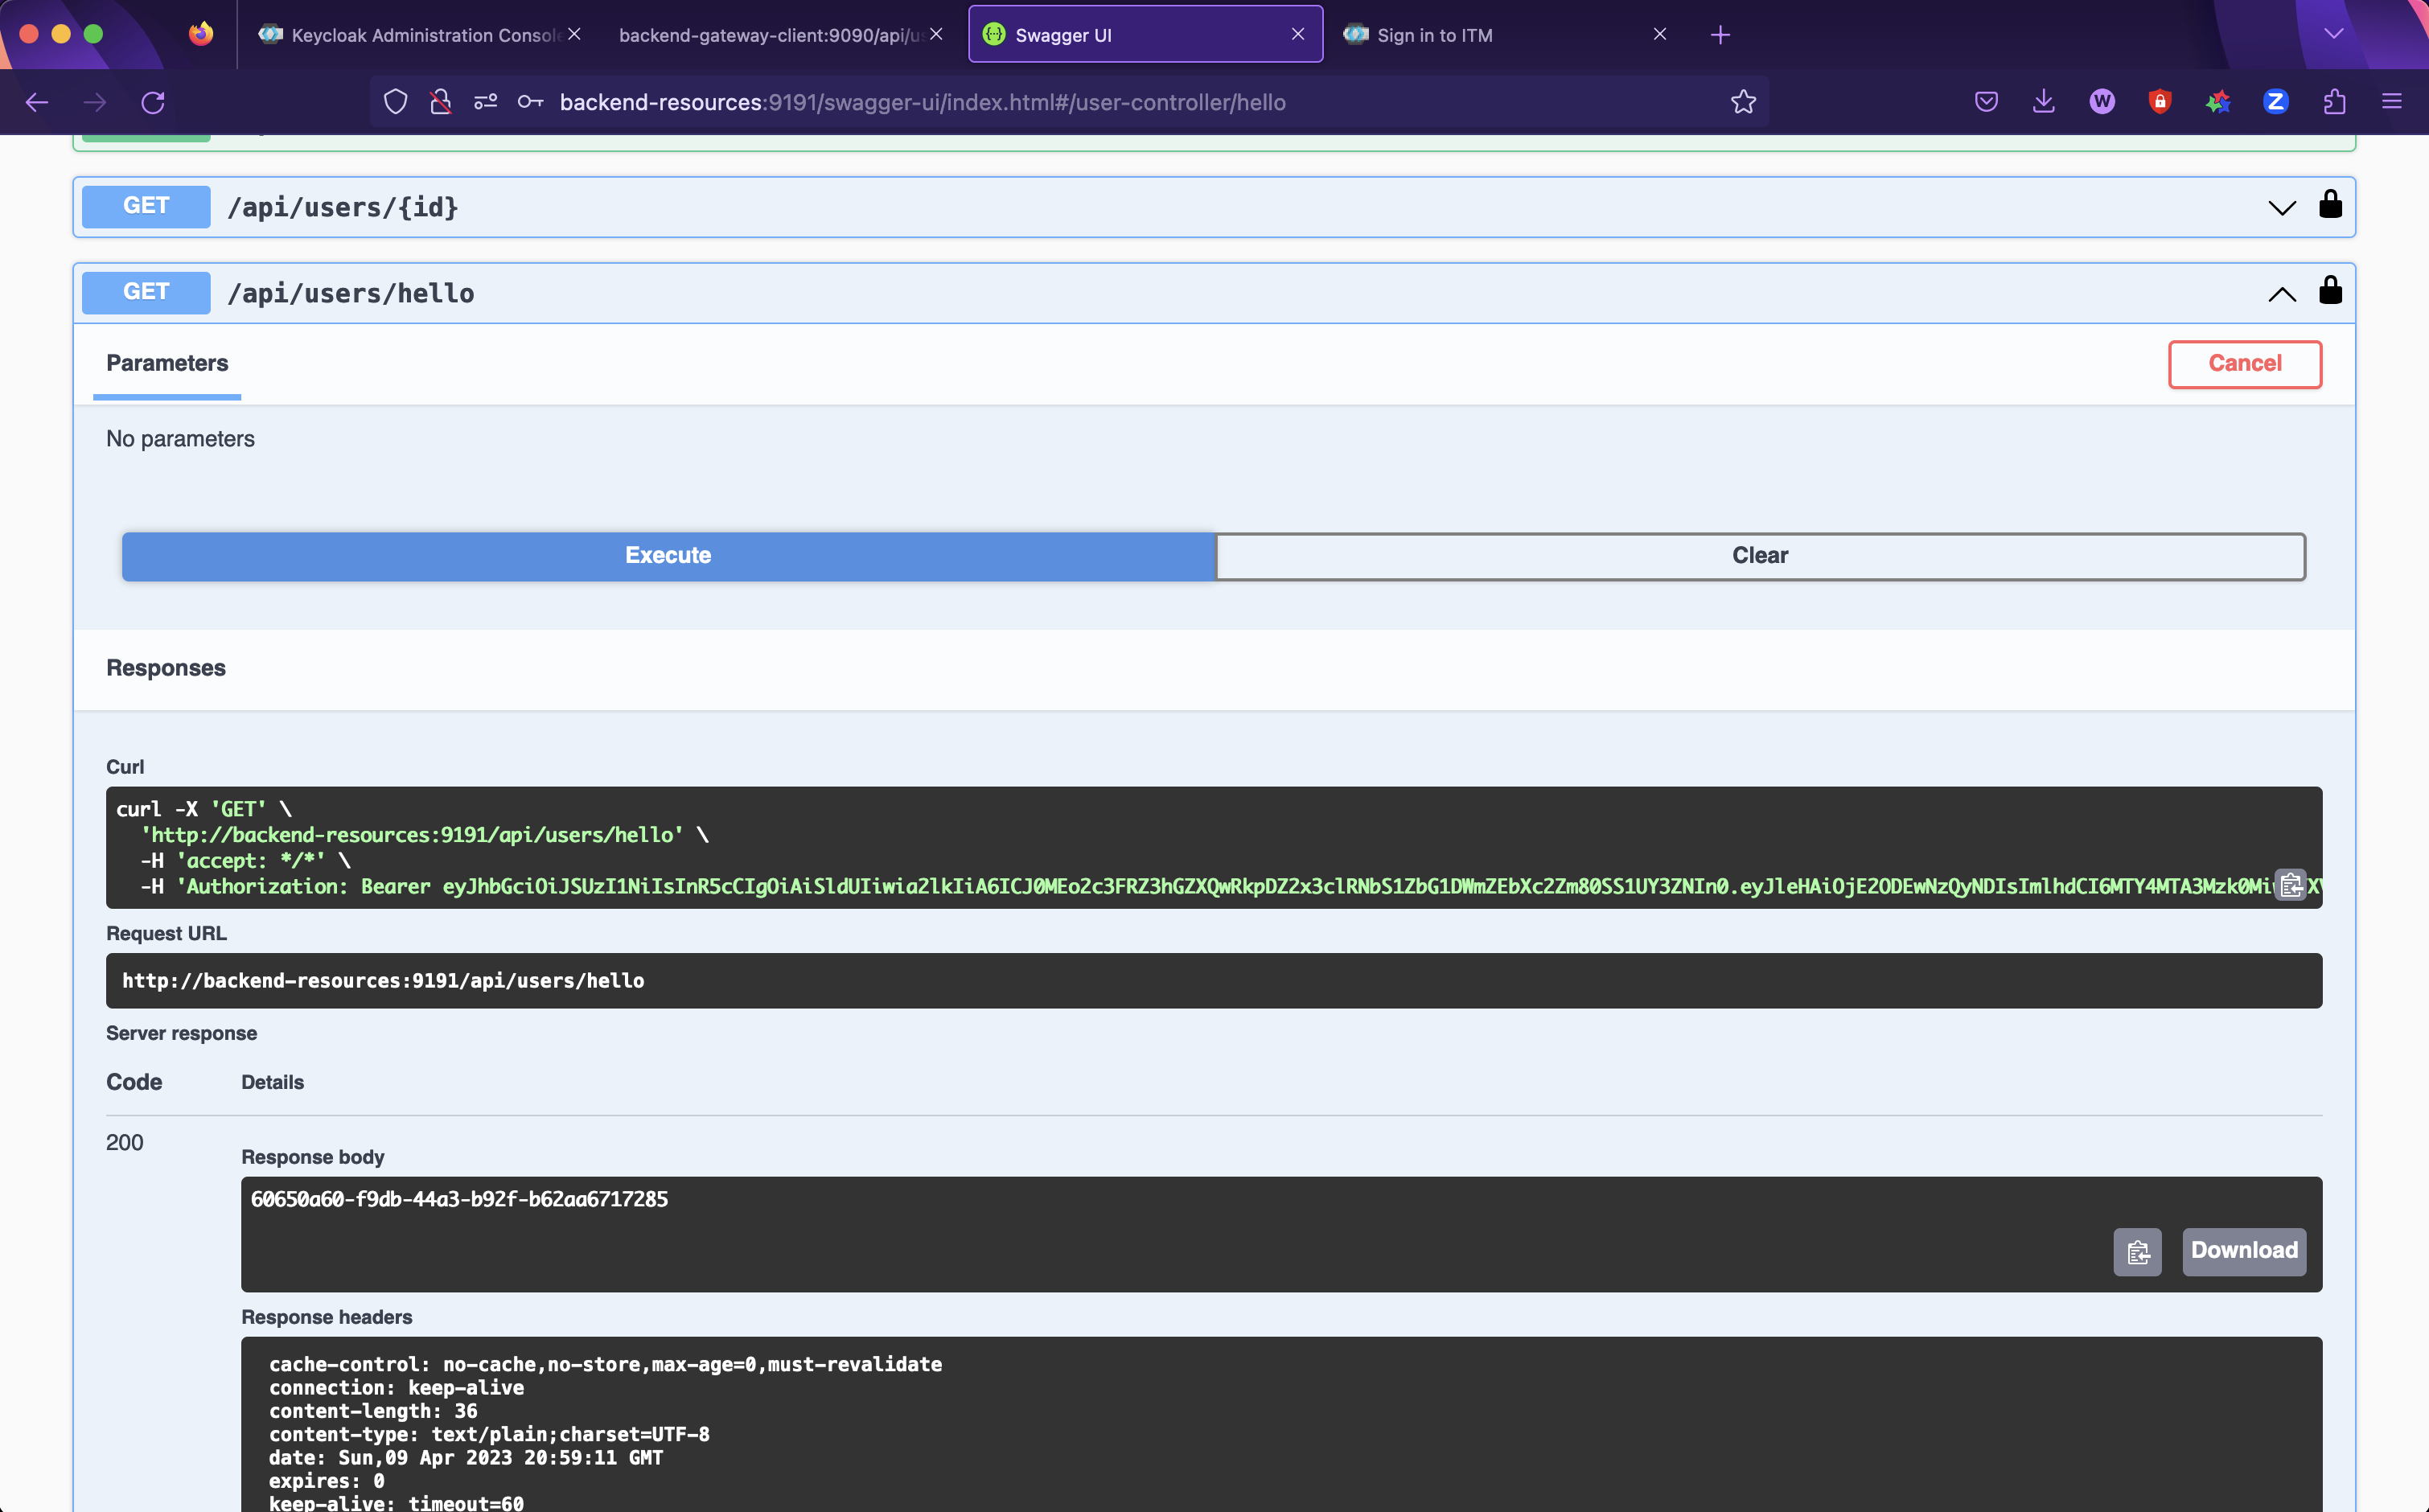 Keycloak Administration Console
backend-gateway-client:9090/api/us
Swagger UI
Sign in to ITM
backend-resources:9191/swagger-ui/index.html#/user-controller/hello
GET /api/users/{id}
GET /api/users/hello
Parameters
Cancel
No parameters
Execute
Clear
Responses
Curl
curl -X 'GET' \
'http://backend-resources:9191/api/users/hello' \
-H 'accept: */*' \
-H 'Authorization: Bearer eyJhbGciOiJSUzI1NiIsInR5cCIgOiAiSldUIiwia2lkIiA6ICJ0MEo2c3FRZ3hGZXQwRkpDZ2x3clRNbS1ZbG1DWmZEbXc2Zm80SS1UY3ZNIn0.eyJleHAiOjE2ODEwNzQyNDIsImlhdCI6MTY4MTA3Mzk0Miw
Request URL
http://backend-resources:9191/api/users/hello
Server response
Code Details
200
Response body
60650a60-f9db-44a3-b92f-b62aa6717285
Download
Response headers
cache-control: no-cache,no-store,max-age=0,must-revalidate
connection: keep-alive
content-length: 36
content-type: text/plain;charset=UTF-8
date: Sun,09 Apr 2023 20:59:11 GMT
expires: 0
keep-alive: timeout=60